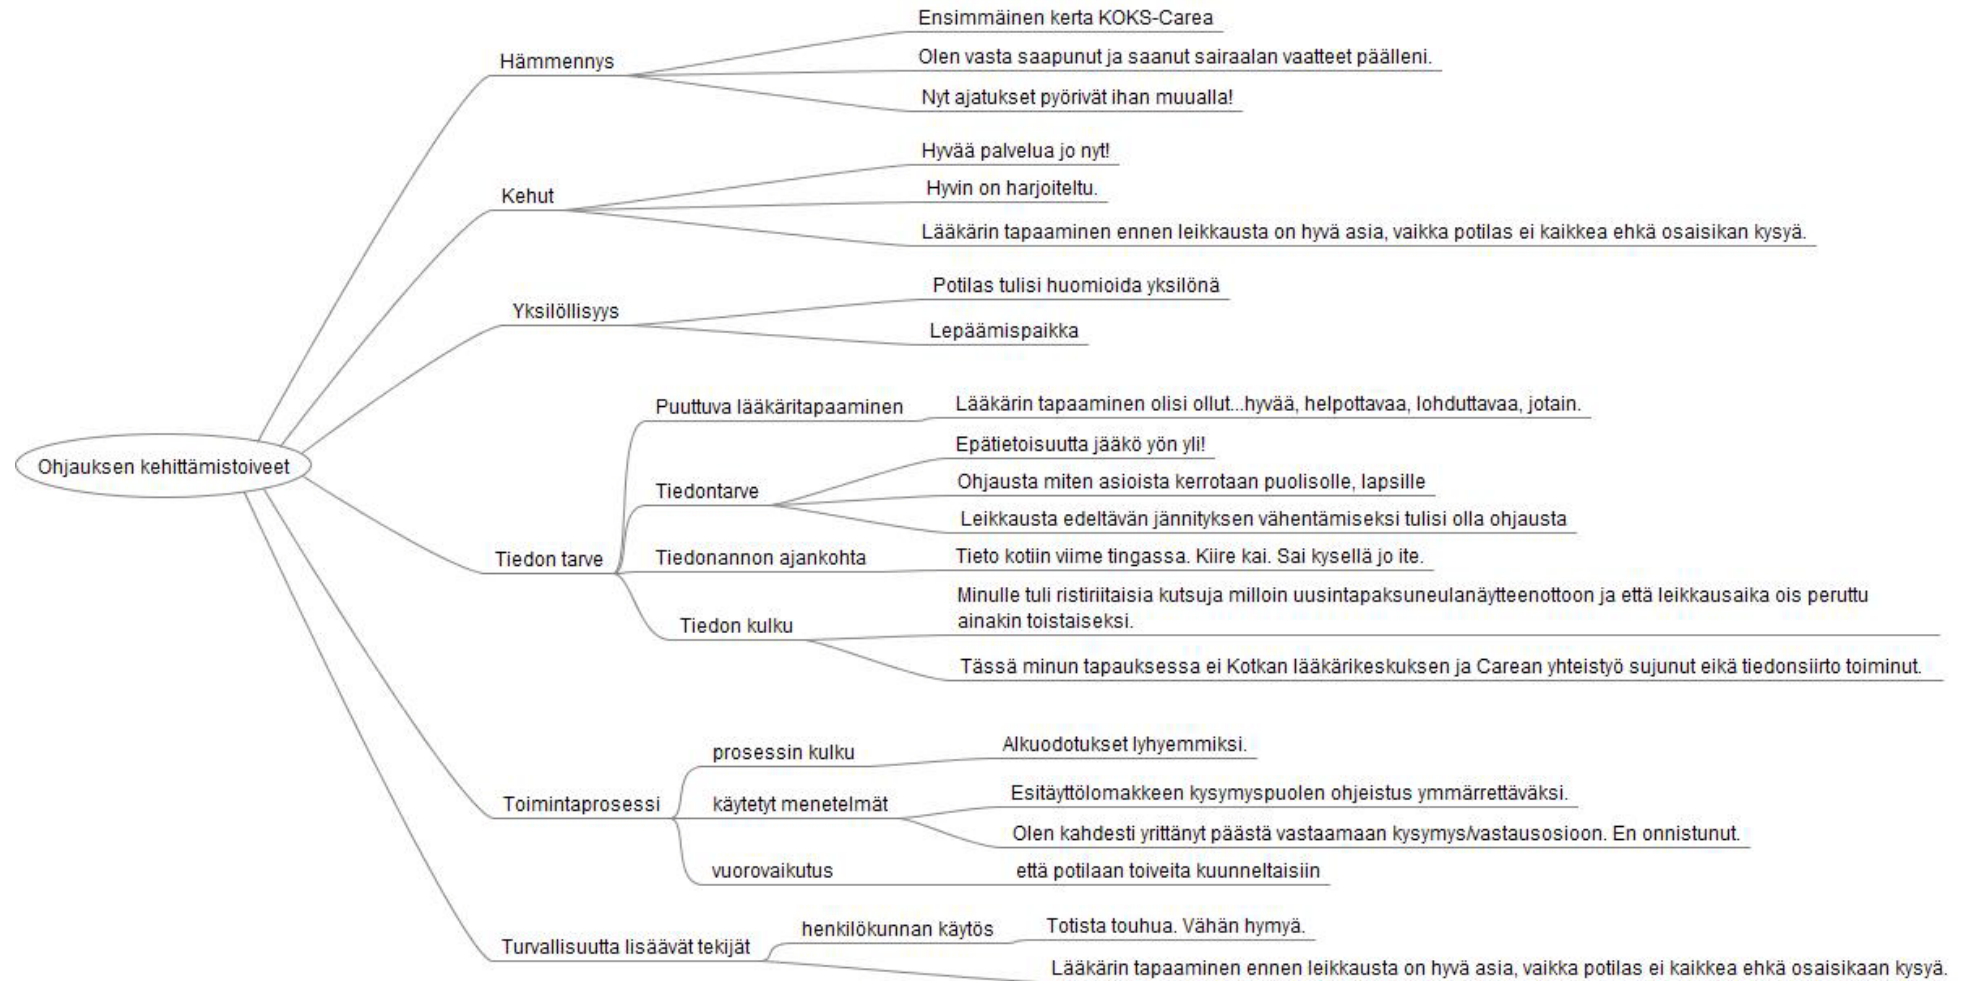 Ohjauksen kehittämistoiveet
Hämmennys
Ensimmäinen kerta KOKS-Carea
Olen vasta saapunut ja saanut sairaalan vaatteet päälleni.
Nyt ajatukset pyörivät ihan muualla!
Kehut
Hyvää palvelua jo nyt!
Hyvin on harjoiteltu.
Lääkärin tapaaminen ennen leikkausta on hyvä asia, vaikka potilas ei kaikkea ehkä osaisikan kysyä.
Yksilöllisyys
Potilas tulisi huomioida yksilönä
Lepäämispaikka
Tiedon tarve
Puuttuva lääkäritapaaminen
Lääkärin tapaaminen olisi ollut...hyvää, helpottavaa, lohduttavaa, jotain.
Tiedontarve
Epätietoisuutta jääkö yön yli!
Ohjausta miten asioista kerrotaan puolisolle, lapsille
Leikkausta edeltävän jännityksen vähentämiseksi tulisi olla ohjausta
Tiedonannon ajankohta
Tieto kotiin viime tingassa. Kiire kai. Sai kysellä jo ite.
Tiedon kulku
Minulle tuli ristiriitaisia kutsuja milloin uusintapaksuneulanäytteenottoon ja että leikkausaika ois peruttu
ainakin toistaiseksi.
Tässä minun tapauksessa ei Kotkan lääkärikeskuksen ja Carean yhteistyö sujunut eikä tiedonsiirto toiminut.
Toimintaprosessi
prosessin kulku
Alkuodotukset lyhyemmiksi.
käytetyt menetelmät
Esitäyttölomakkeen kysymyspuolen ohjeistus ymmärrettäväksi.
Olen kahdesti yrittänyt päästä vastaamaan kysymys/vastausosioon. En onnistunut.
vuorovaikutus
että potilaan toiveita kuunneltaisiin
Turvallisuutta lisäävät tekijät
henkilökunnan käytös
Totista touhua. Vähän hymyä.
Lääkärin tapaaminen ennen leikkausta on hyvä asia, vaikka potilas ei kaikkea ehkä osaisikaan kysyä.